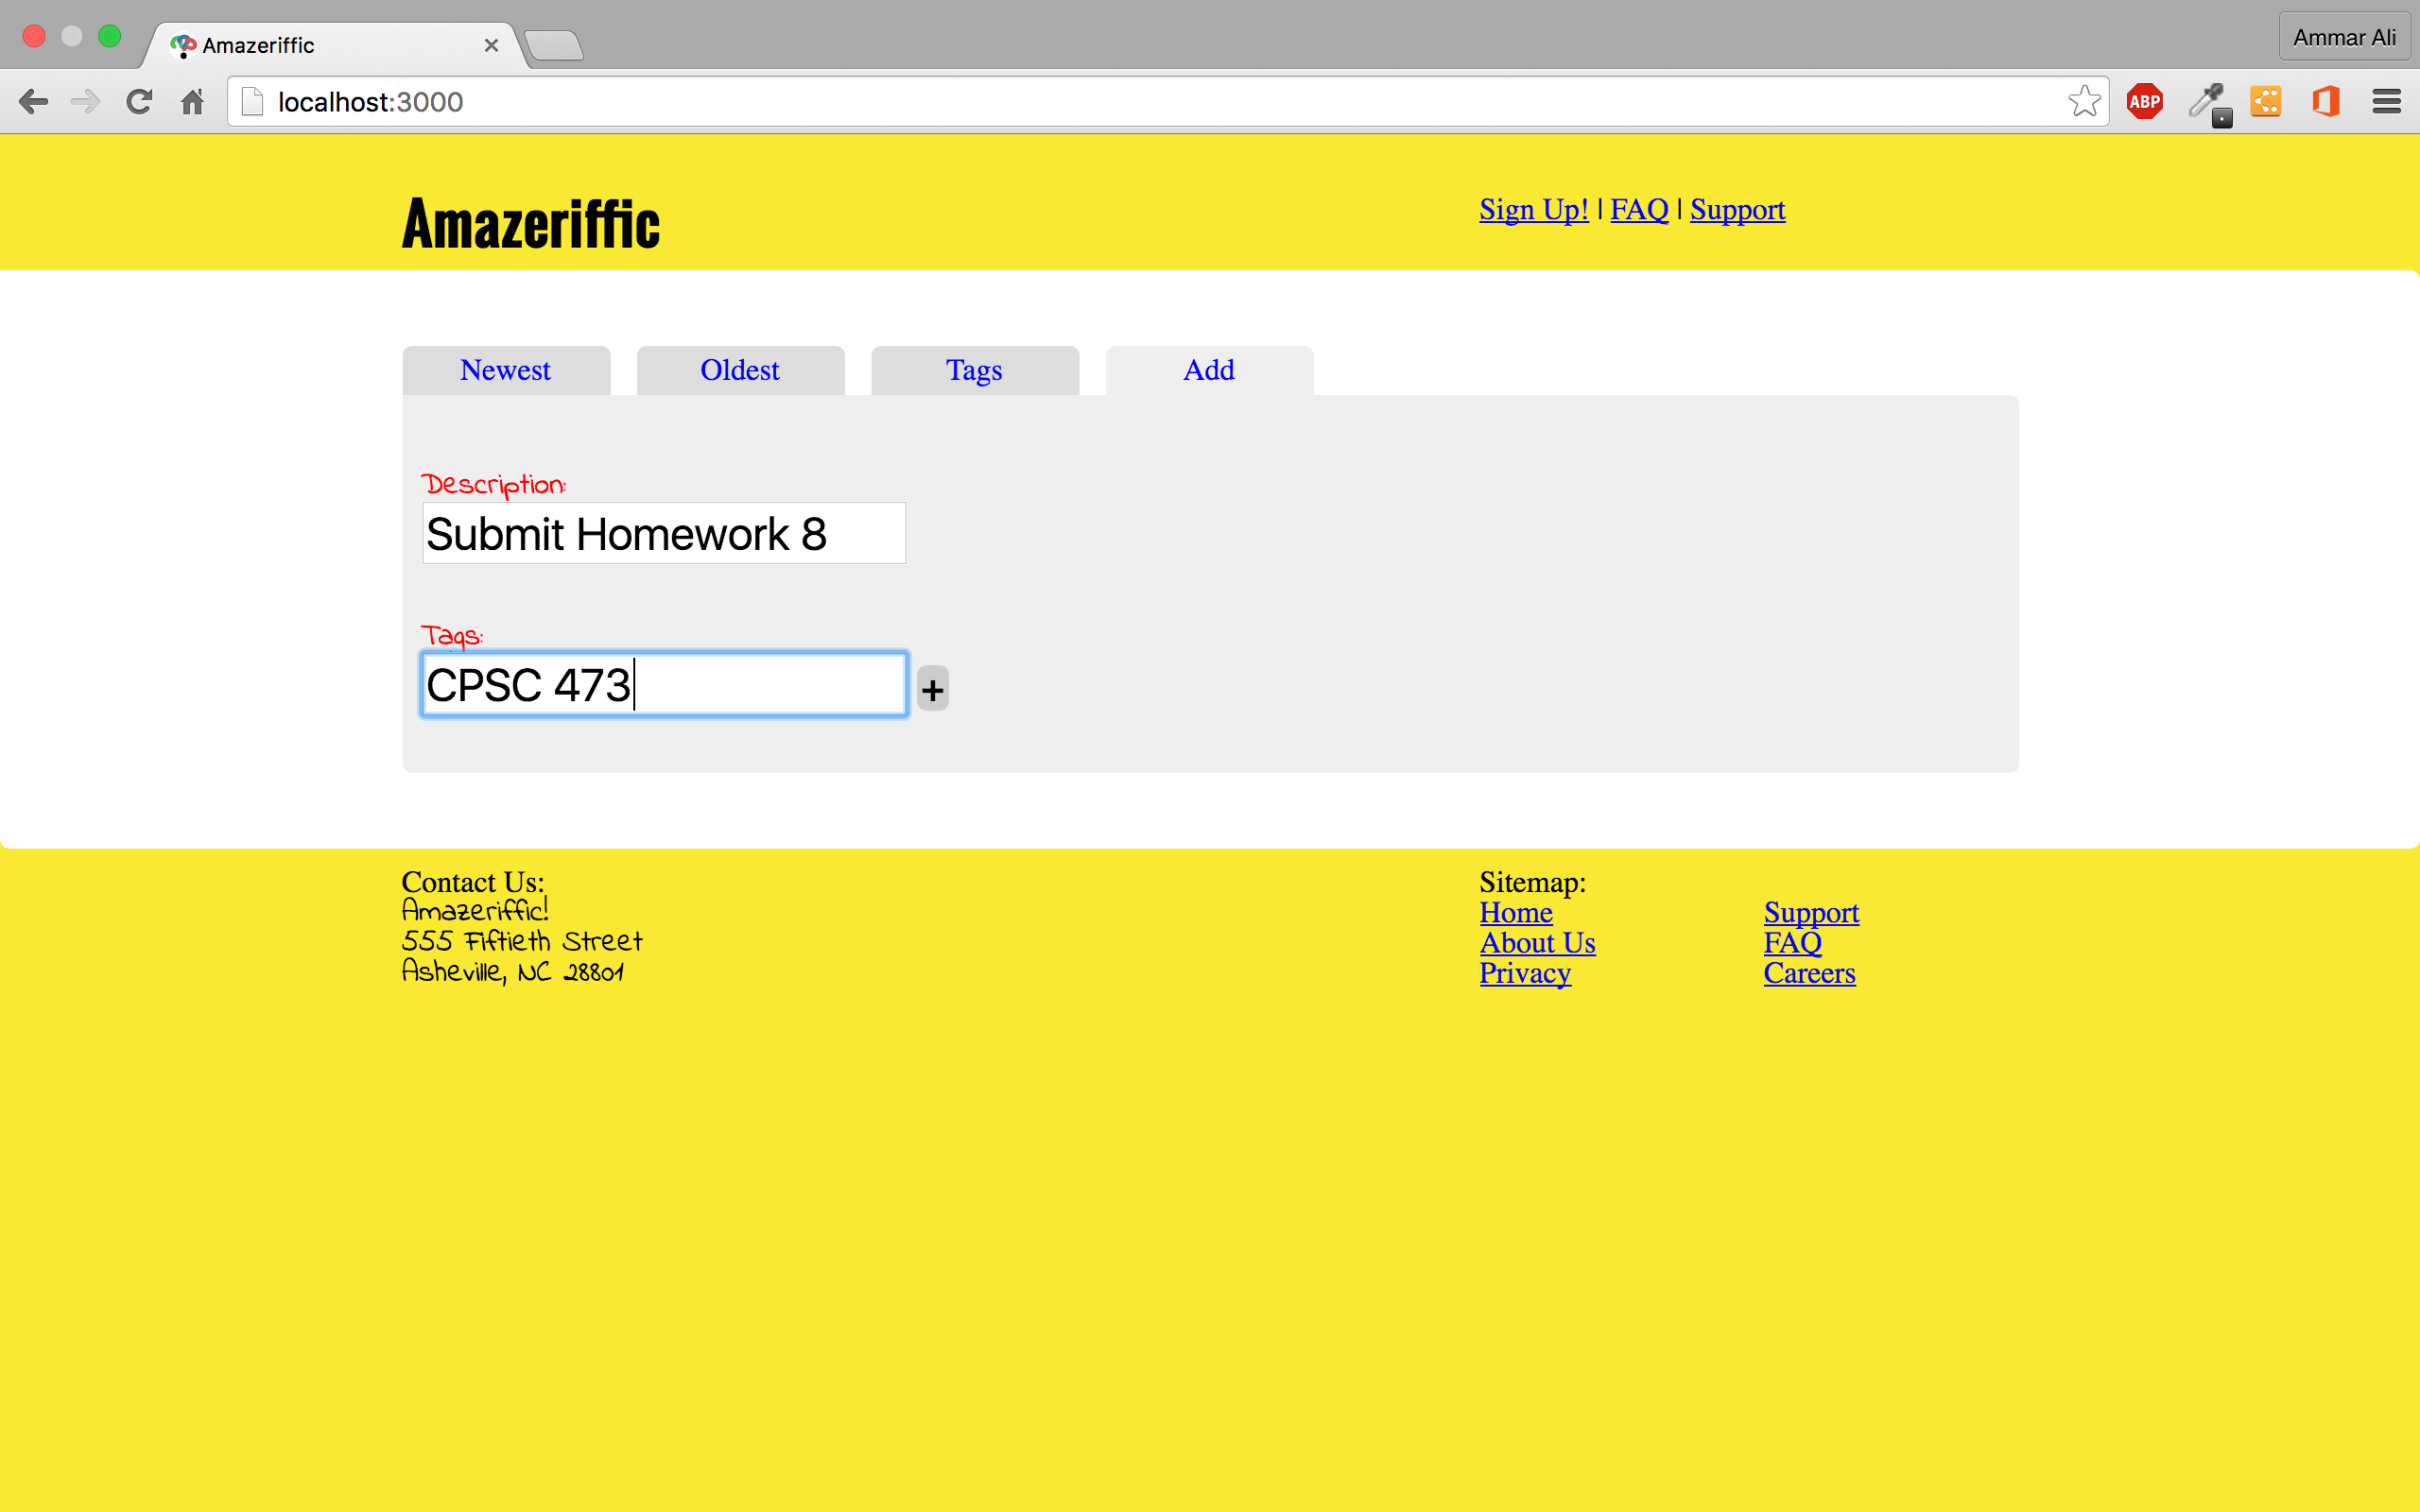 Amazeriffic
Ammar Ali
localhost:3000
ABP
Amazeriffic
Sign Up! | FAQ | Support
Newest Oldest Tags Add
Description:
Submit Homework 8
Tags:
CPSC 473
+
Contact Us:
Amazeriffic!
555 Fiftieth Street
Asheville, NC 28801
Sitemap:
Home Support
About Us FAQ
Privacy Careers